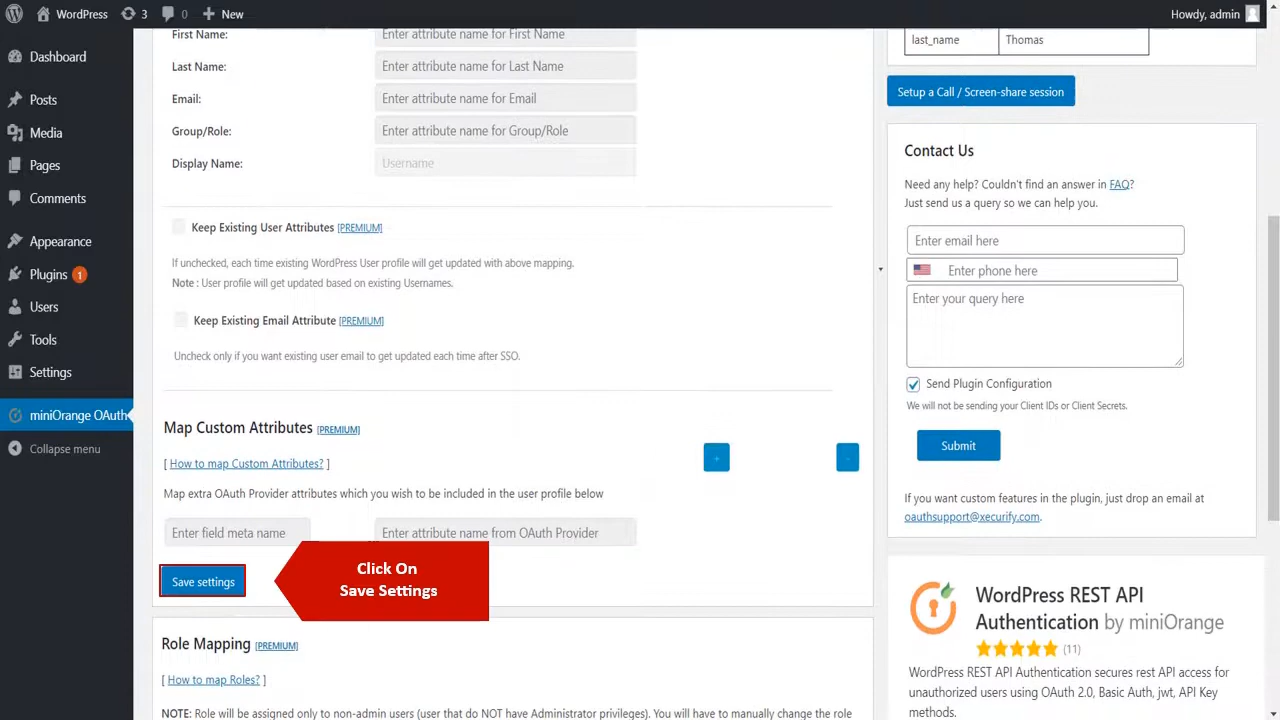 WordPress 3 0 New Howdy, admin
Dashboard
Posts
Media
Pages
Comments
Appearance
Plugins 1
Users
Tools
Settings
miniOrange OAuth
Collapse menu
First Name: Enter attribute name for First Name
Last Name: Enter attribute name for Last Name
Email: Enter attribute name for Email
Group/Role: Enter attribute name for Group/Role
Display Name: Username
Keep Existing User Attributes [PREMIUM]
If unchecked, each time existing WordPress User profile will get updated with above mapping.
Note : User profile will get updated based on existing Usernames.
Keep Existing Email Attribute [PREMIUM]
Uncheck only if you want existing user email to get updated each time after SSO.
Map Custom Attributes [PREMIUM]
[ How to map Custom Attributes? ]
+ -
Map extra OAuth Provider attributes which you wish to be included in the user profile below
Enter field meta name Enter attribute name from OAuth Provider
Save settings
Click On
Save Settings
Role Mapping [PREMIUM]
[ How to map Roles? ]
NOTE: Role will be assigned only to non-admin users (user that do NOT have Administrator privileges). You will have to manually change the role
last_name Thomas
Setup a Call / Screen-share session
Contact Us
Need any help? Couldn't find an answer in FAQ?
Just send us a query so we can help you.
Enter email here
Enter phone here
Enter your query here
Send Plugin Configuration
We will not be sending your Client IDs or Client Secrets.
Submit
If you want custom features in the plugin, just drop an email at
oauthsupport@xecurify.com.
WordPress REST API
Authentication by miniOrange
(11)
WordPress REST API Authentication secures rest API access for
unauthorized users using OAuth 2.0, Basic Auth, jwt, API Key
methods.